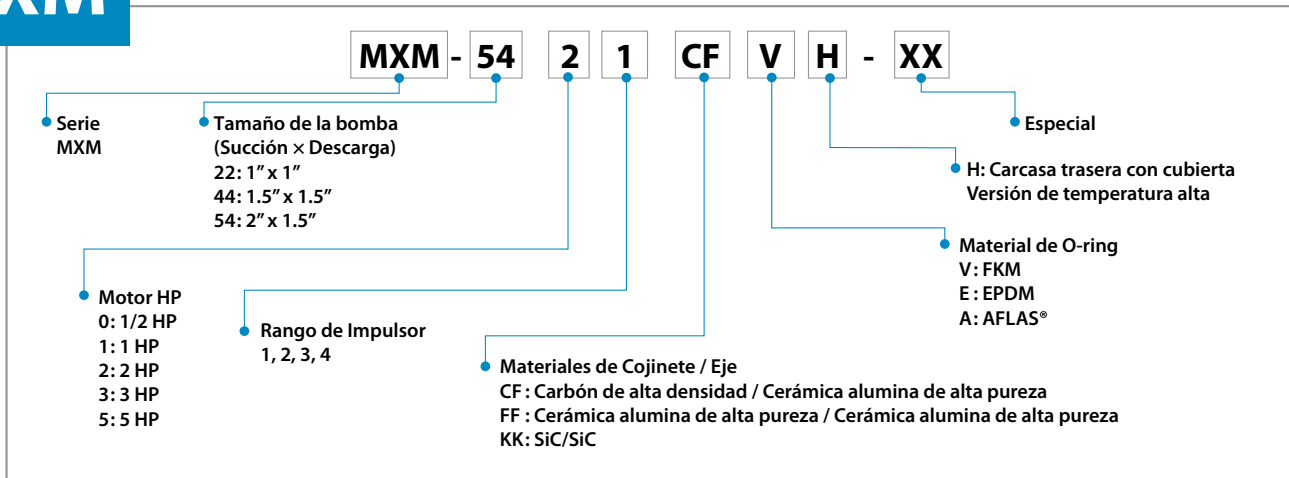 MXM
MXM - 54 2 1 CF V H - XX
Serie
MXM
Tamaño de la bomba
(Succión × Descarga)
22: 1” x 1”
44: 1.5” x 1.5”
54: 2” x 1.5”
Especial
H: Carcasa trasera con cubierta
Versión de temperatura alta
Material de O-ring
V: FKM
E : EPDM
A: AFLAS®
Motor HP
0: 1/2 HP
1: 1 HP
2: 2 HP
3: 3 HP
5: 5 HP
Rango de Impulsor
1, 2, 3, 4
Materiales de Cojinete / Eje
CF : Carbón de alta densidad / Cerámica alumina de alta pureza
FF : Cerámica alumina de alta pureza / Cerámica alumina de alta pureza
KK: SiC/SiC